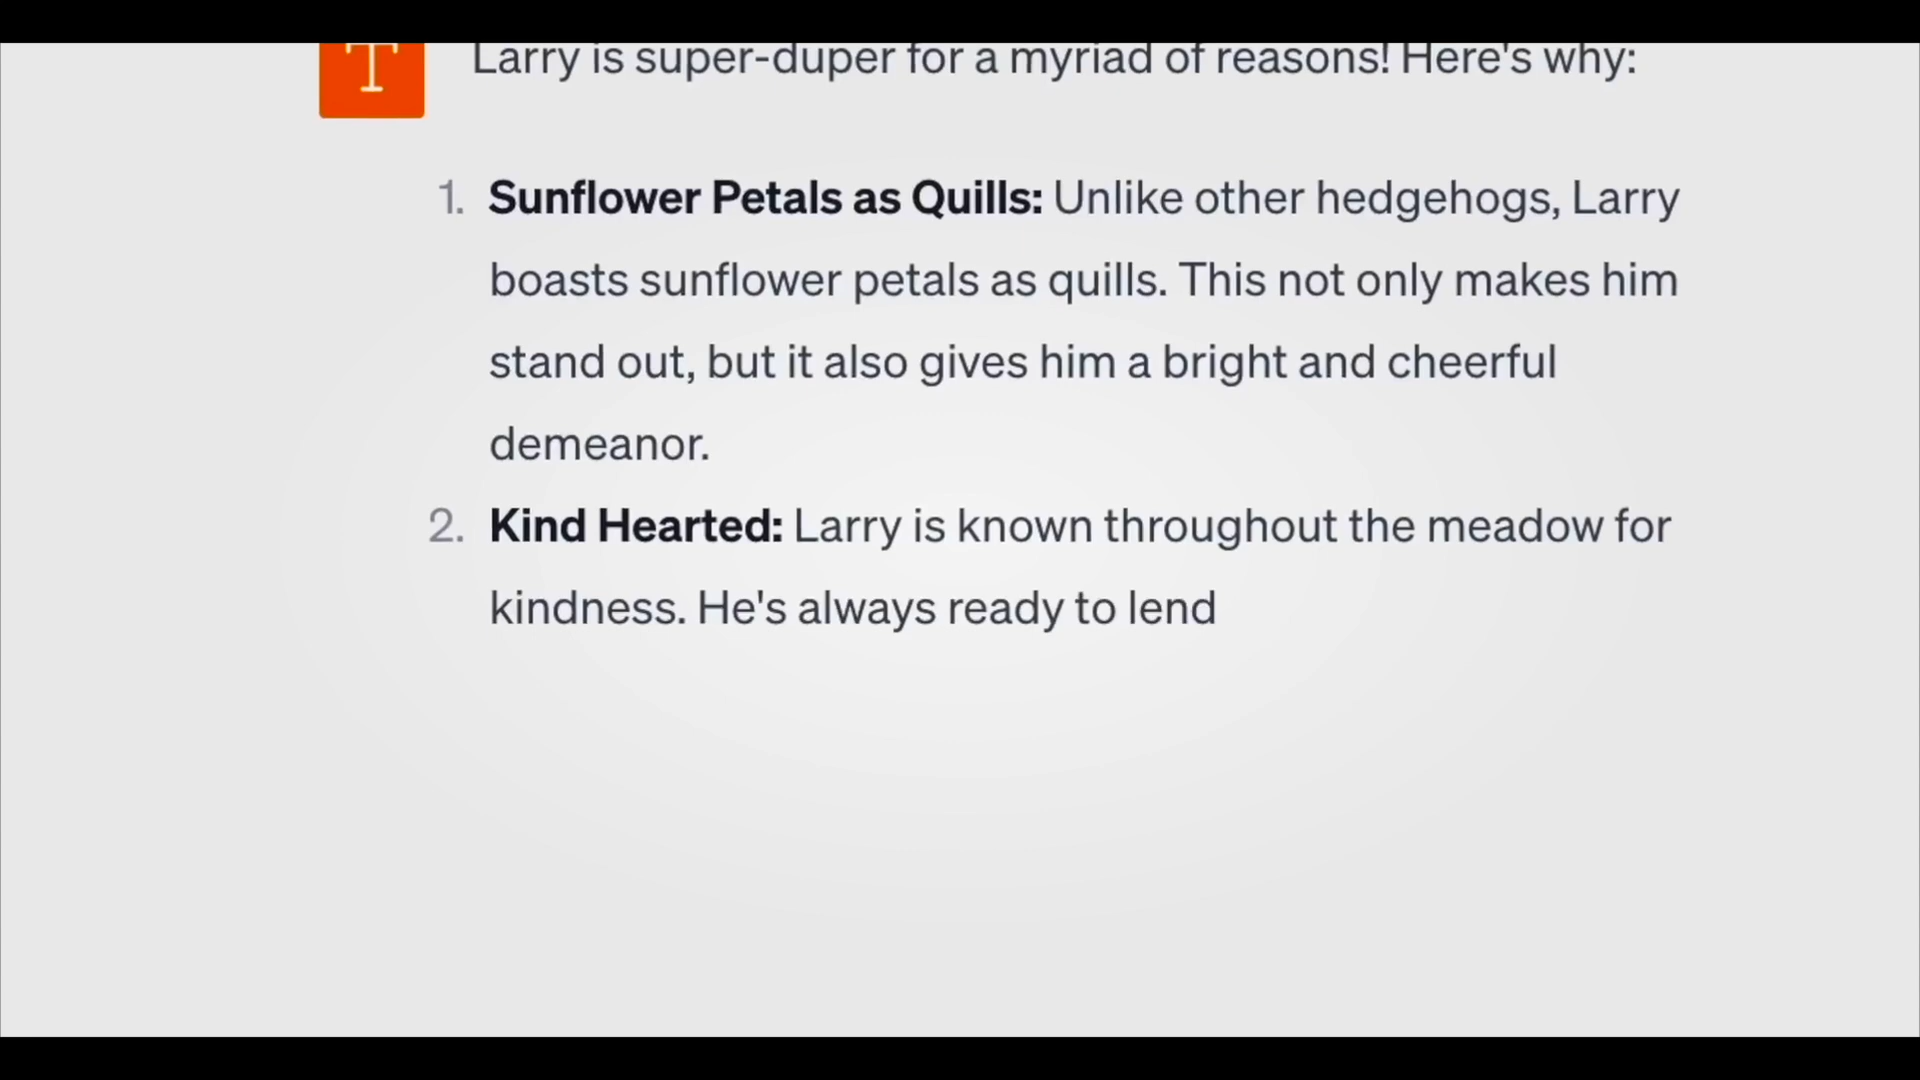 T
Larry is super-duper for a myriad of reasons! Here's why:
1. Sunflower Petals as Quills: Unlike other hedgehogs, Larry
boasts sunflower petals as quills. This not only makes him
stand out, but it also gives him a bright and cheerful
demeanor.
2. Kind Hearted: Larry is known throughout the meadow for
kindness. He's always ready to lend